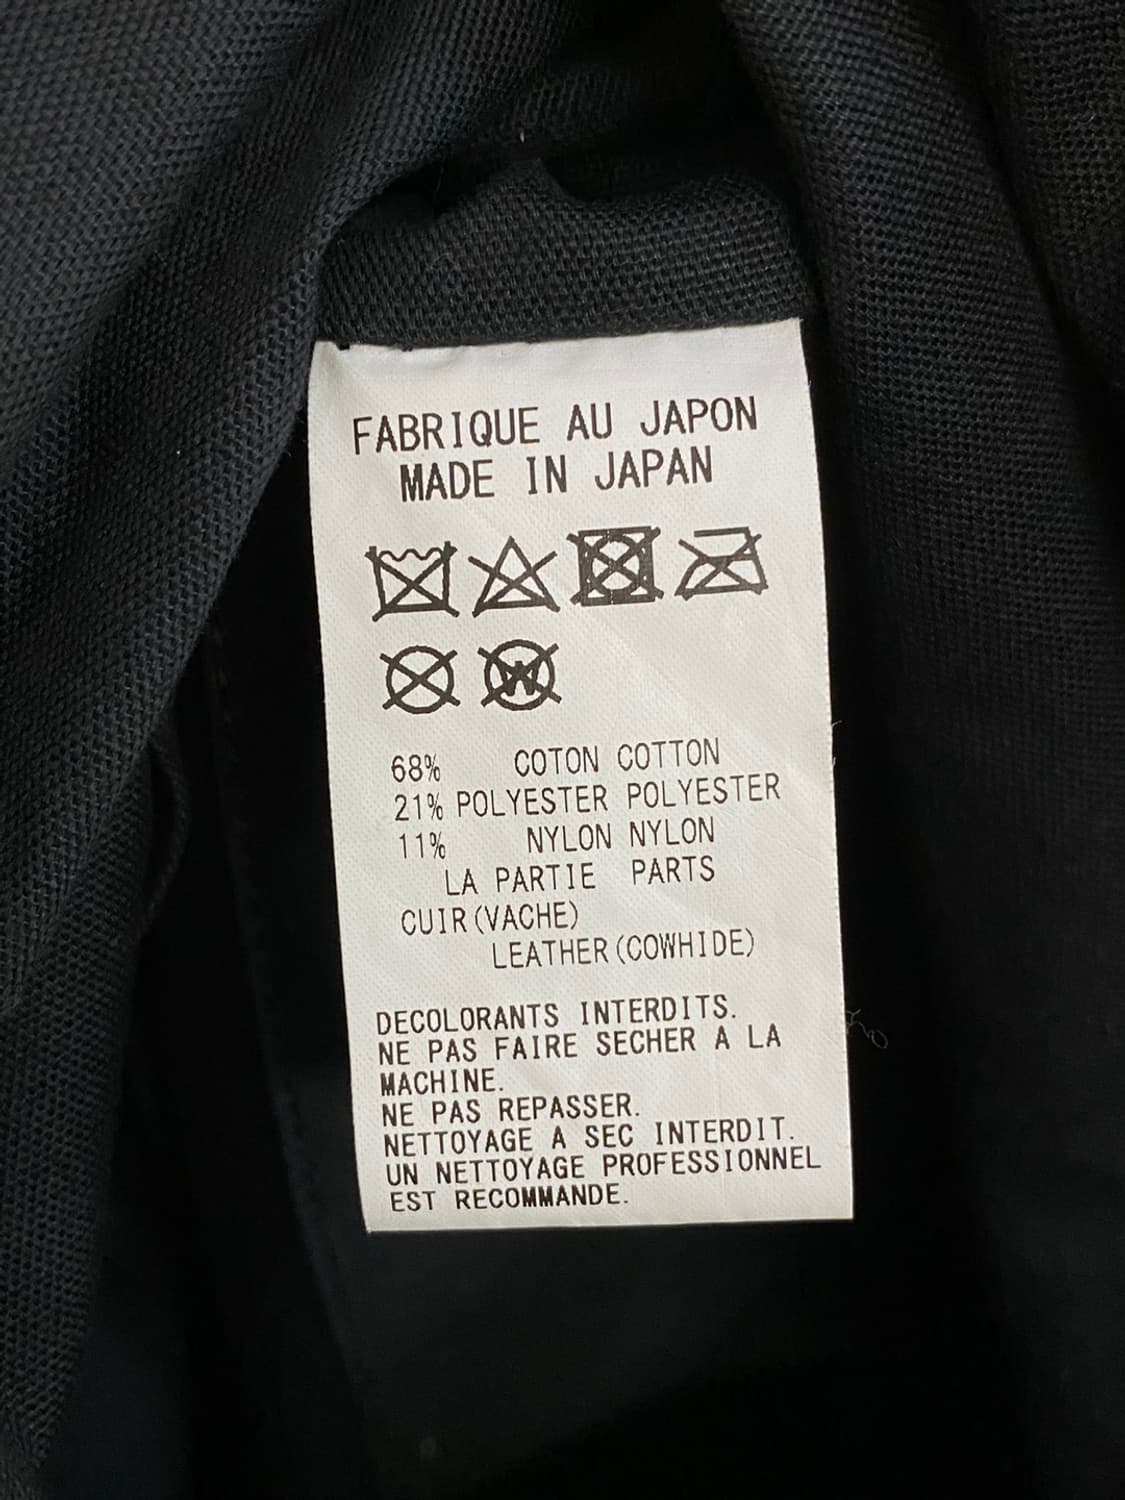 FABRIQUE AU JAPON
MADE IN JAPAN
W
68% COTON COTTON
21% POLYESTER POLYESTER
11% NYLON NYLON
LA PARTIE PARTS
CUIR(VACHE)
LEATHER(COWHIDE)
DECOLORANTS INTERDITS.
NE PAS FAIRE SECHER A LA
MACHINE.
NE PAS REPASSER.
NETTOYAGE A SEC INTERDIT.
UN NETTOYAGE PROFESSIONNEL
EST RECOMMANDE.